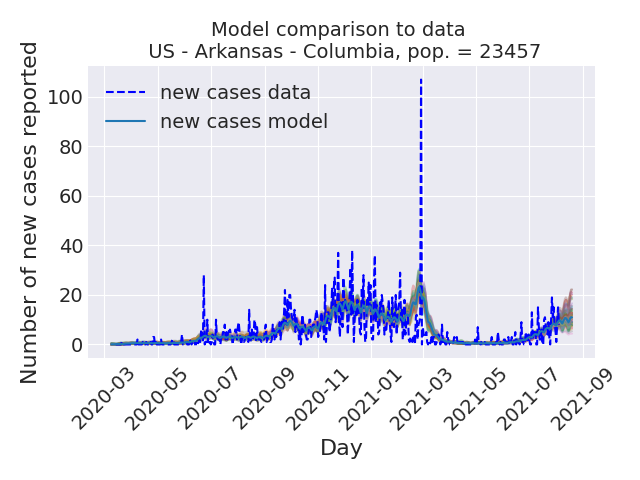 Model comparison to data
US - Arkansas - Columbia, pop. = 23457
Number of new cases reported
100
80
60
40
20
0
new cases data
new cases model
2020-03
2020-05
2020-07
2020-09
2020-11
2021-01
2021-03
2021-05
2021-07
2021-09
Day